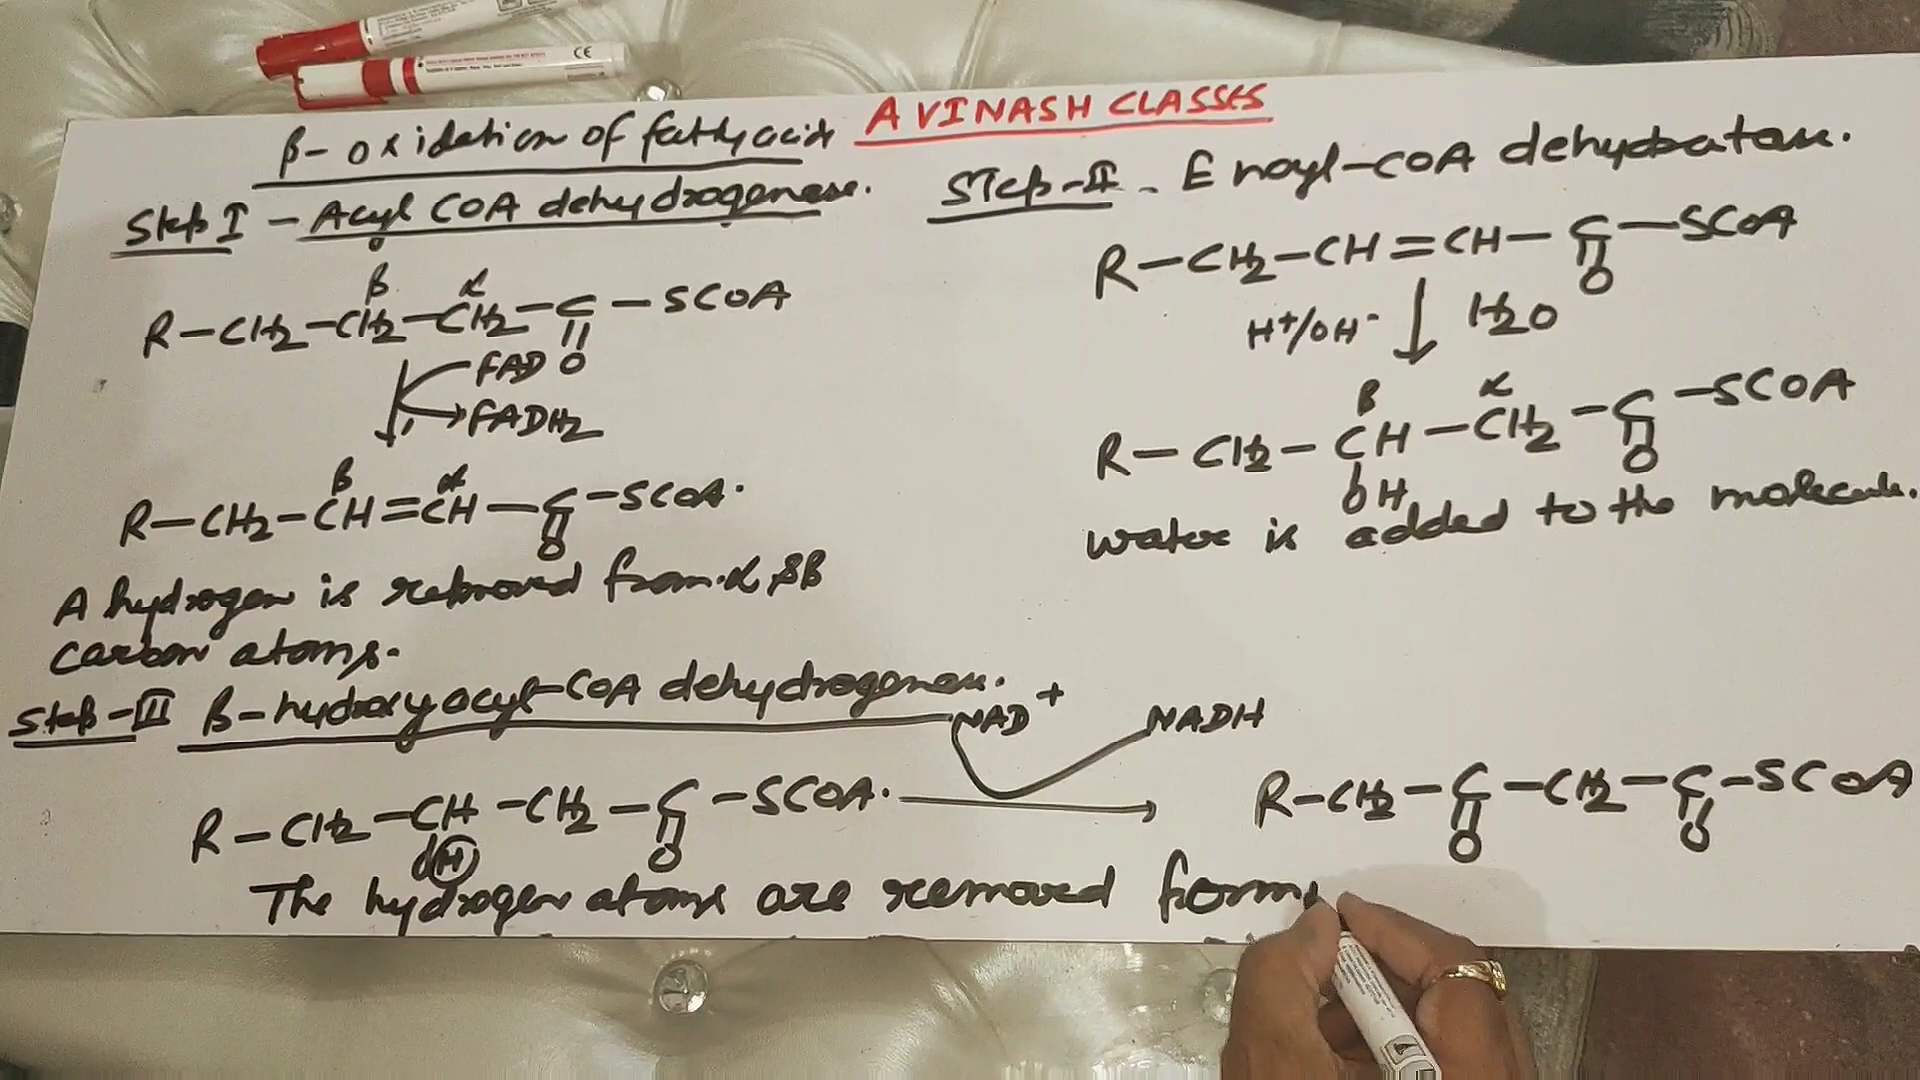 β- oxidation of fatty acid
AVINASH CLASSES
Step I - Acyl CoA dehydrogenase.
β α
R-CH2-CH2-CH2-C-SCOA
O
FAD
FADH2
β α
R-CH2-CH=CH-C-SCOA.
O
A hydrogen is removed from α, β
carbon atoms.
Step-II - Enoyl-CoA dehydratase.
R-CH2-CH=CH-C-SCOA
O
H+/OH- H2O
β α
R-CH2-CH-CH2-C-SCOA
OH O
water is added to the molecule.
Step-III β-hydroxyacyl-CoA dehydrogenase.
NAD+ NADH
R-CH2-CH-CH2-C-SCOA.
OH O
R-CH2-C-CH2-C-SCOA
O O
The hydrogen atoms are removed form
CE